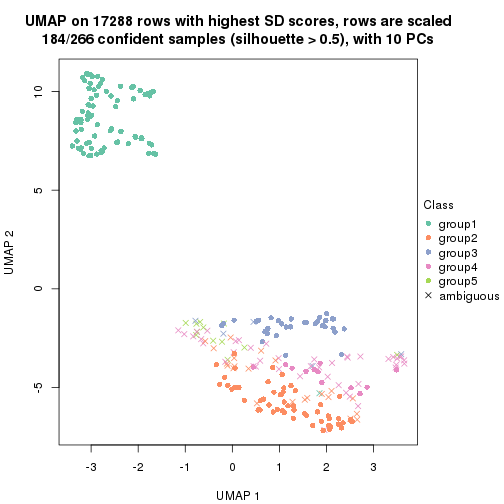 UMAP on 17288 rows with highest SD scores, rows are scaled
184/266 confident samples (silhouette > 0.5), with 10 PCs
10
5
0
-5
UMAP 2
-3
-2
-1
0
1
2
3
UMAP 1
Class
group1
group2
group3
group4
group5
ambiguous